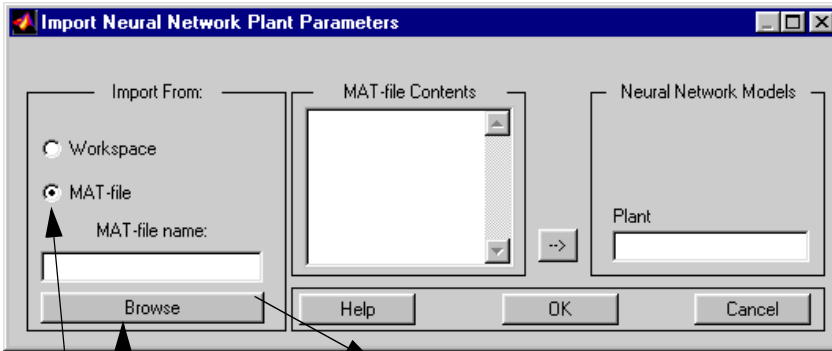 Import Neural Network Plant Parameters
Import From:
MAT-file Contents
Neural Network Models
Workspace
MAT-file
MAT-file name:
Plant
-->
Browse
Help
OK
Cancel